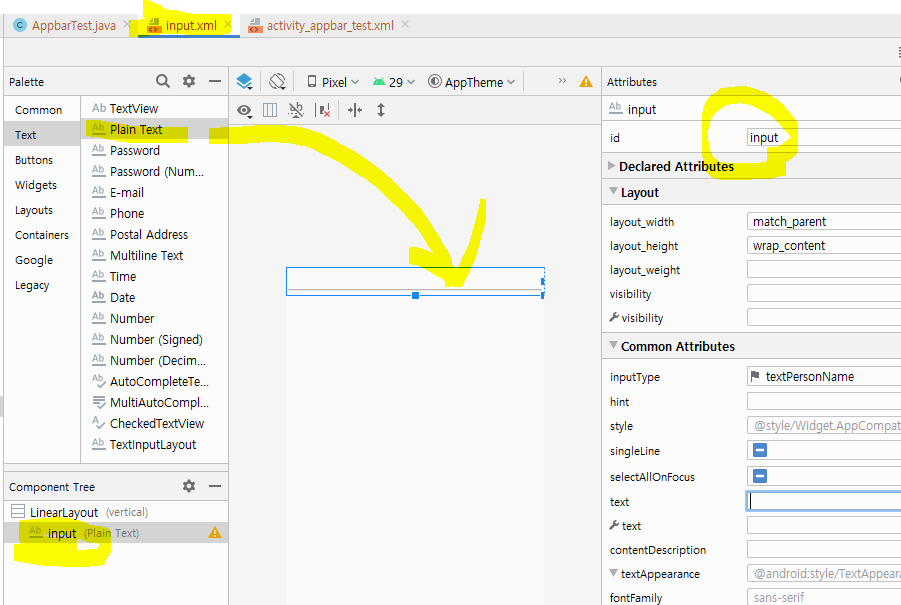 AppbarTest.java
input.xml
activity_appbar_test.xml
Palette
Pixel
29
AppTheme
Attributes
Common
Text
Buttons
Widgets
Layouts
Containers
Google
Legacy
Ab TextView
Ab Plain Text
Ab Password
Ab Password (Num...
Ab E-mail
Ab Phone
Ab Postal Address
Ab Multiline Text
Ab Time
Ab Date
Ab Number
Ab Number (Signed)
Ab Number (Decim...
AutoCompleteTe...
MultiAutoCompl...
CheckedTextView
Ab TextInputLayout
Component Tree
LinearLayout (vertical)
Ab input (Plain Text)
Ab input
id input
Declared Attributes
Layout
layout_width match_parent
layout_height wrap_content
layout_weight
visibility
visibility
Common Attributes
inputType textPersonName
hint
style @style/Widget.AppCompat
singleLine
selectAllOnFocus
text
text
contentDescription
textAppearance @android:style/TextAppeara
fontFamily sans-serif